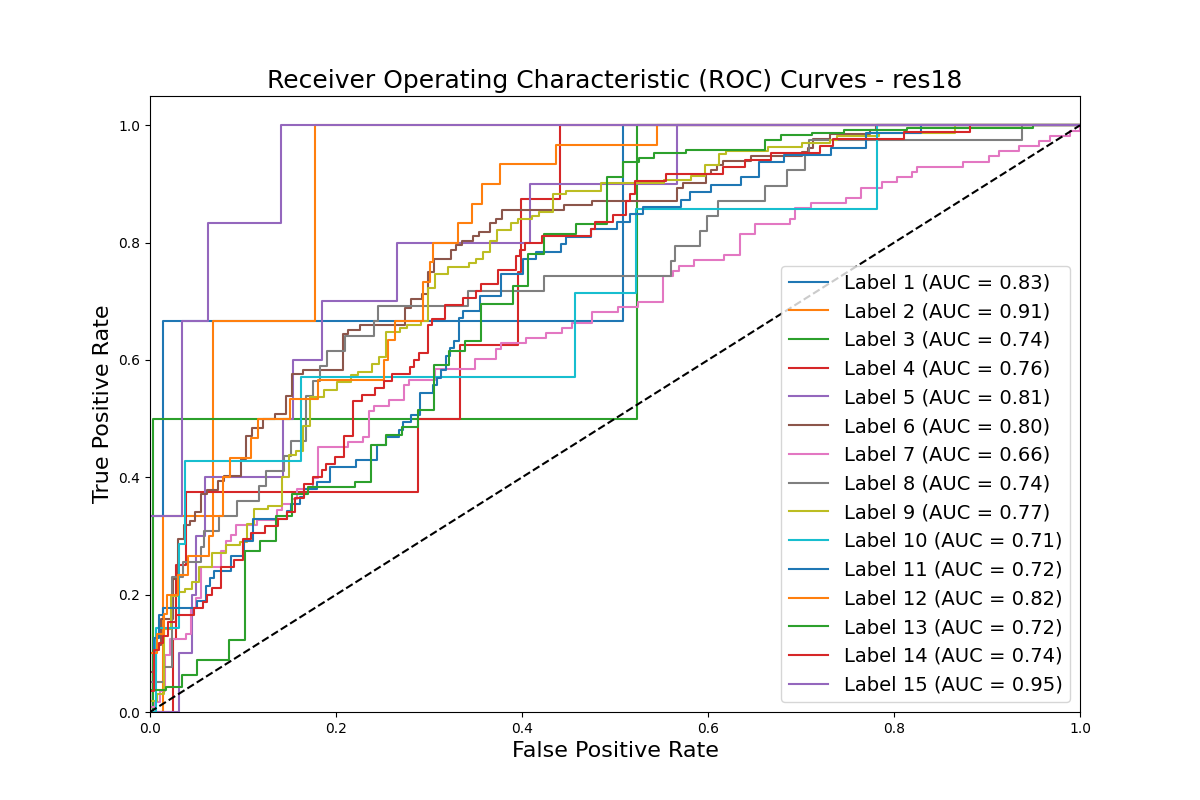 Receiver Operating Characteristic (ROC) Curves - res18
True Positive Rate
1.0
0.8
0.6
0.4
0.2
0.0
Label 1 (AUC = 0.83)
Label 2 (AUC = 0.91)
Label 3 (AUC = 0.74)
Label 4 (AUC = 0.76)
Label 5 (AUC = 0.81)
Label 6 (AUC = 0.80)
Label 7 (AUC = 0.66)
Label 8 (AUC = 0.74)
Label 9 (AUC = 0.77)
Label 10 (AUC = 0.71)
Label 11 (AUC = 0.72)
Label 12 (AUC = 0.82)
Label 13 (AUC = 0.72)
Label 14 (AUC = 0.74)
Label 15 (AUC = 0.95)
0.0 0.2 0.4 0.6 0.8 1.0
False Positive Rate